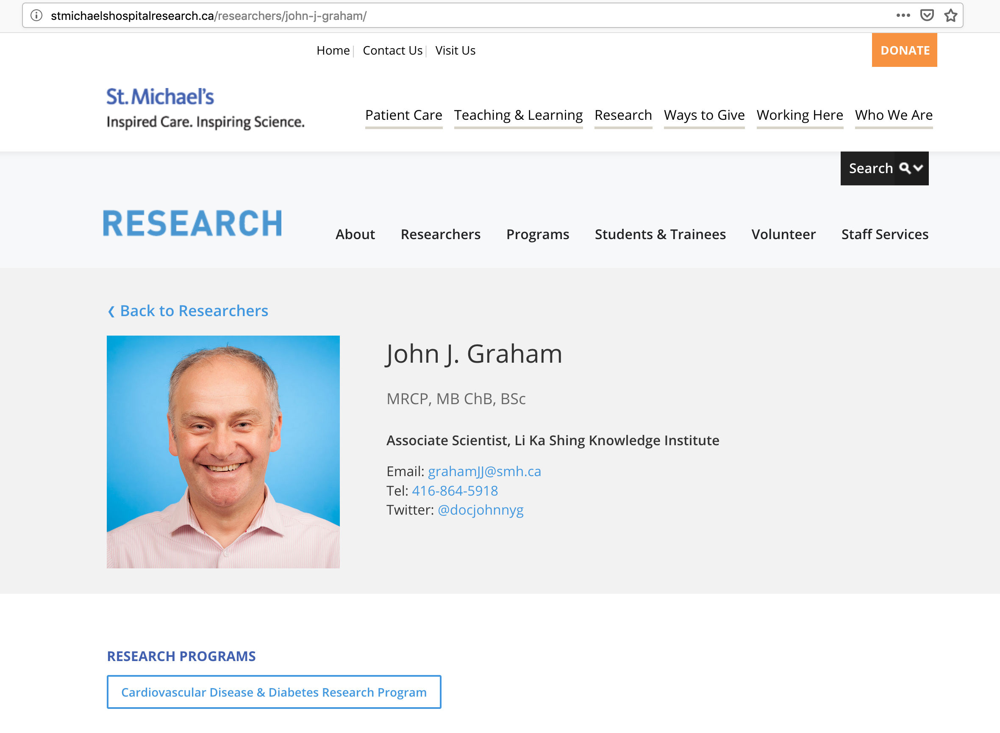 stmichaelshospitalresearch.ca/researchers/john-j-graham/
Home | Contact Us | Visit Us
DONATE
St. Michael's
Inspired Care. Inspiring Science.
Patient Care Teaching & Learning Research Ways to Give Working Here Who We Are
Search
RESEARCH
About Researchers Programs Students & Trainees Volunteer Staff Services
❮ Back to Researchers
John J. Graham
MRCP, MB ChB, BSc
Associate Scientist, Li Ka Shing Knowledge Institute
Email: grahamJJ@smh.ca
Tel: 416-864-5918
Twitter: @docjohnnyg
RESEARCH PROGRAMS
Cardiovascular Disease & Diabetes Research Program